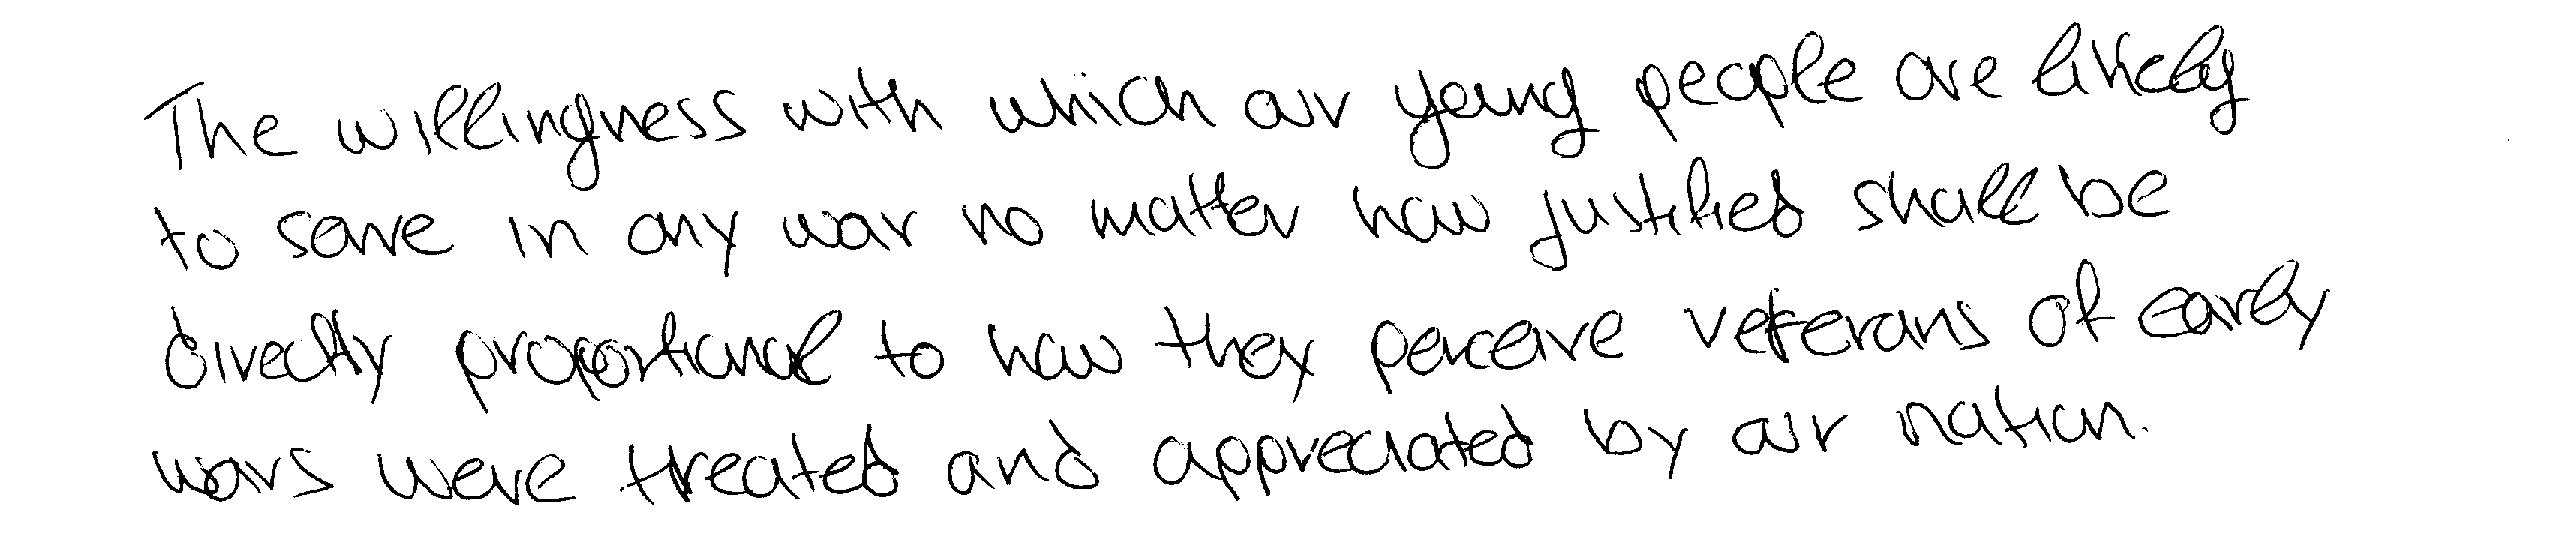 The willingness with which our young people are likely
to serve in any war no matter how justified shall be
directly proportional to how they perceive veterans of early
wars were treated and appreciated by our nation.